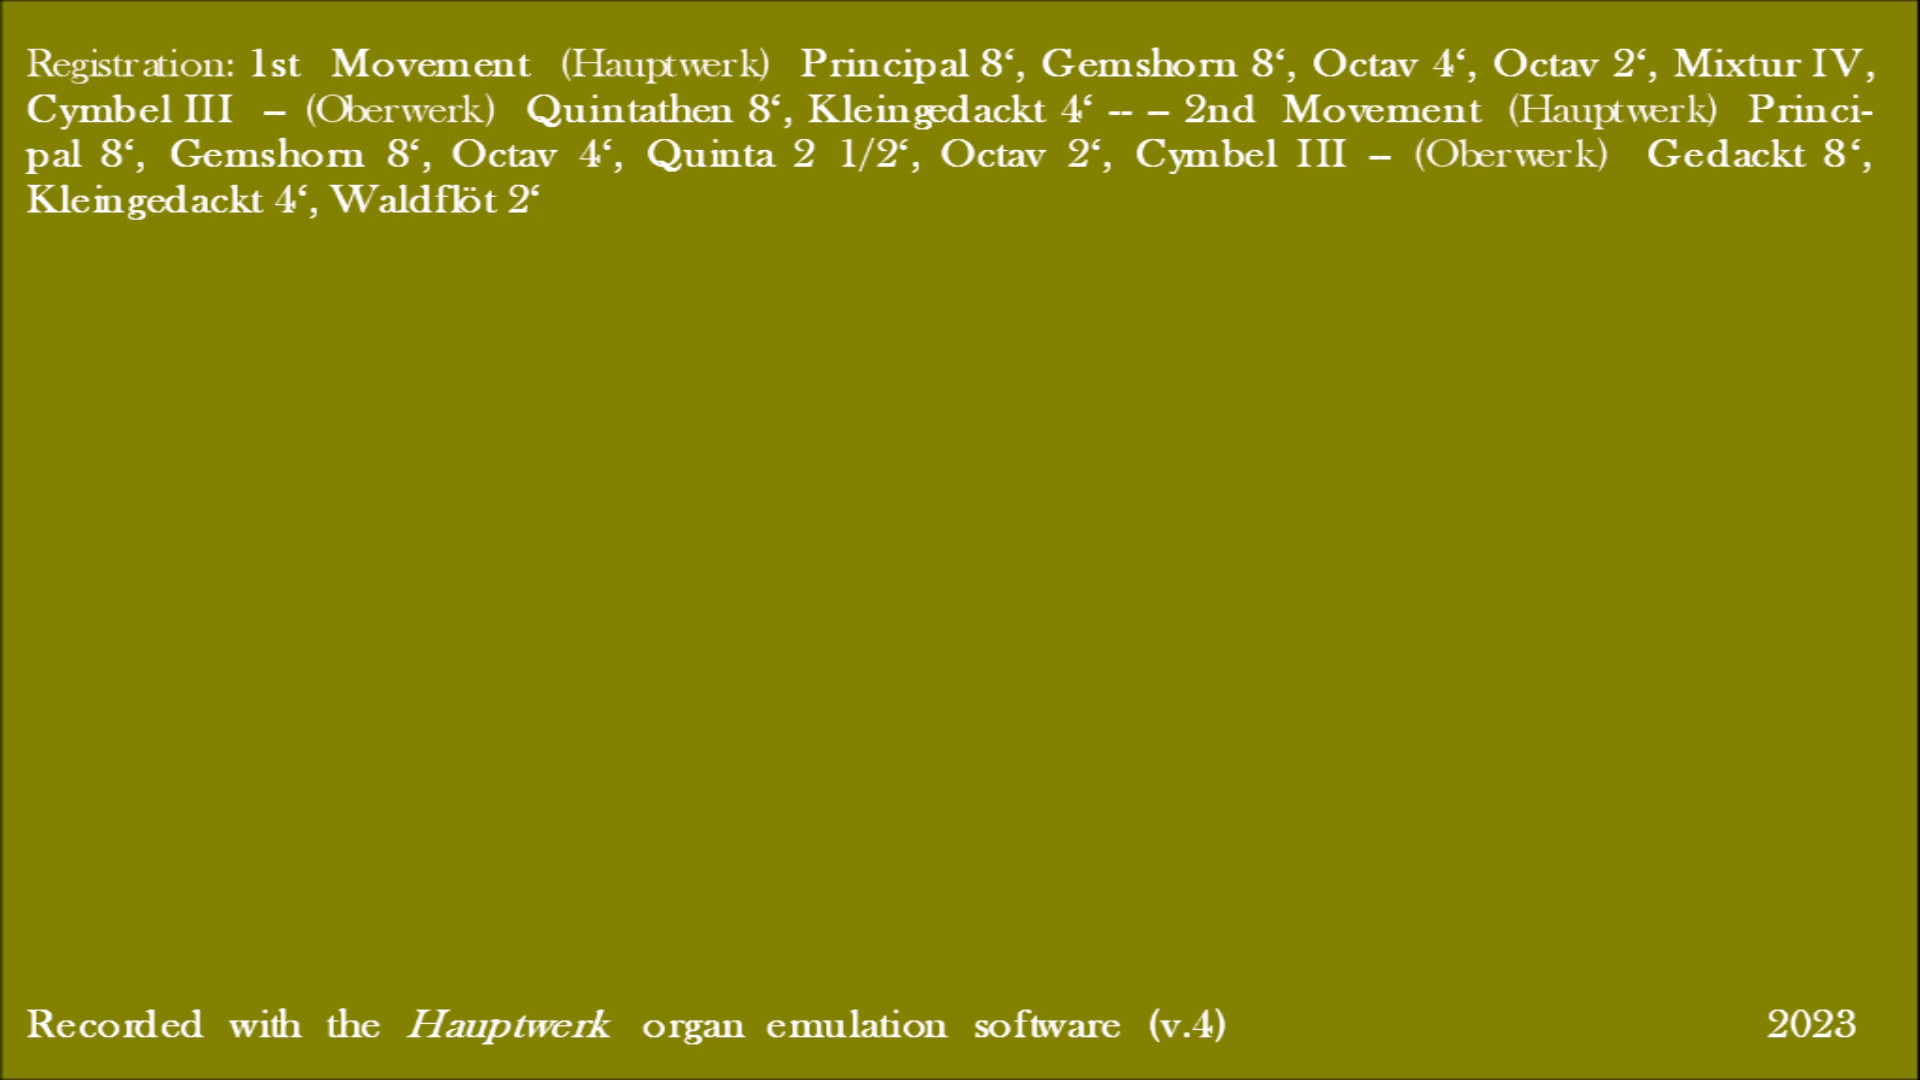 Registration: 1st Movement (Hauptwerk) Principal 8‘, Gemshorn 8‘, Octav 4‘, Octav 2‘, Mixtur IV,
Cymbel III – (Oberwerk) Quintathen 8‘, Kleingedackt 4‘ -- – 2nd Movement (Hauptwerk) Princi-
pal 8‘, Gemshorn 8‘, Octav 4‘, Quinta 2 1/2‘, Octav 2‘, Cymbel III – (Oberwerk) Gedackt 8‘,
Kleingedackt 4‘, Waldflöt 2‘
Recorded with the Hauptwerk organ emulation software (v.4) 2023